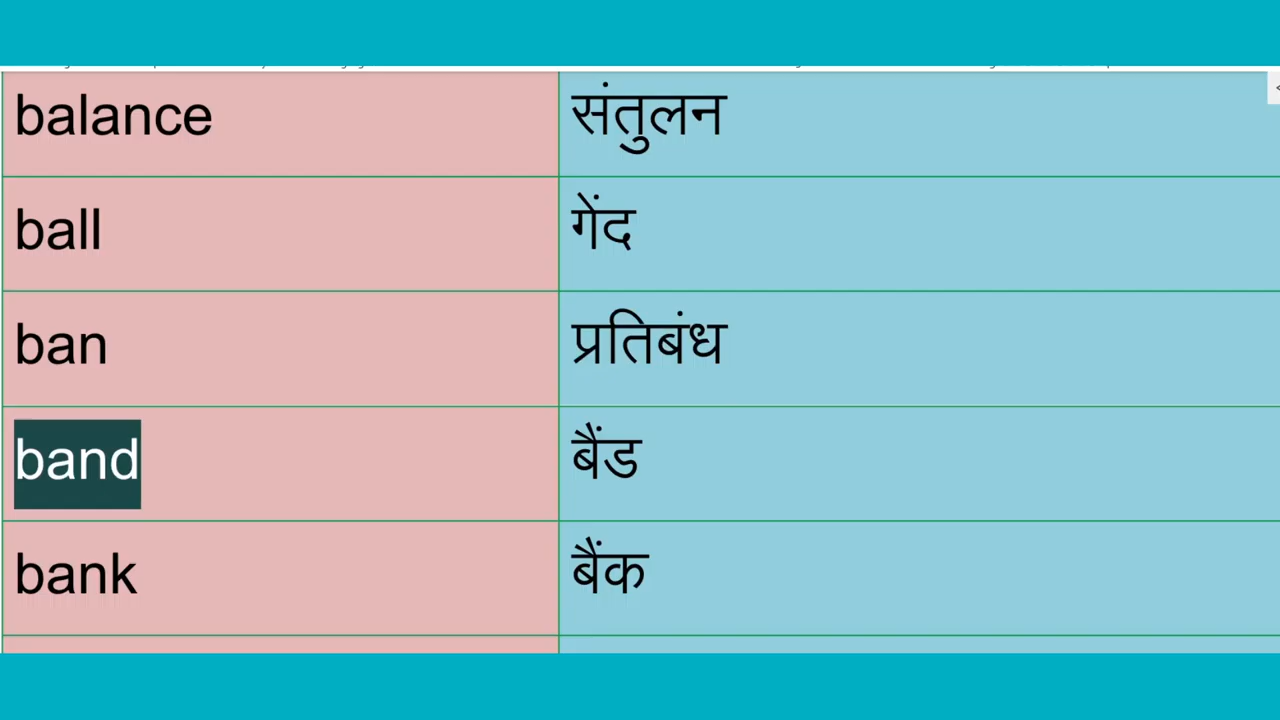 balance संतुलन
ball गेंद
ban प्रतिबंध
band बैंड
bank बैंक